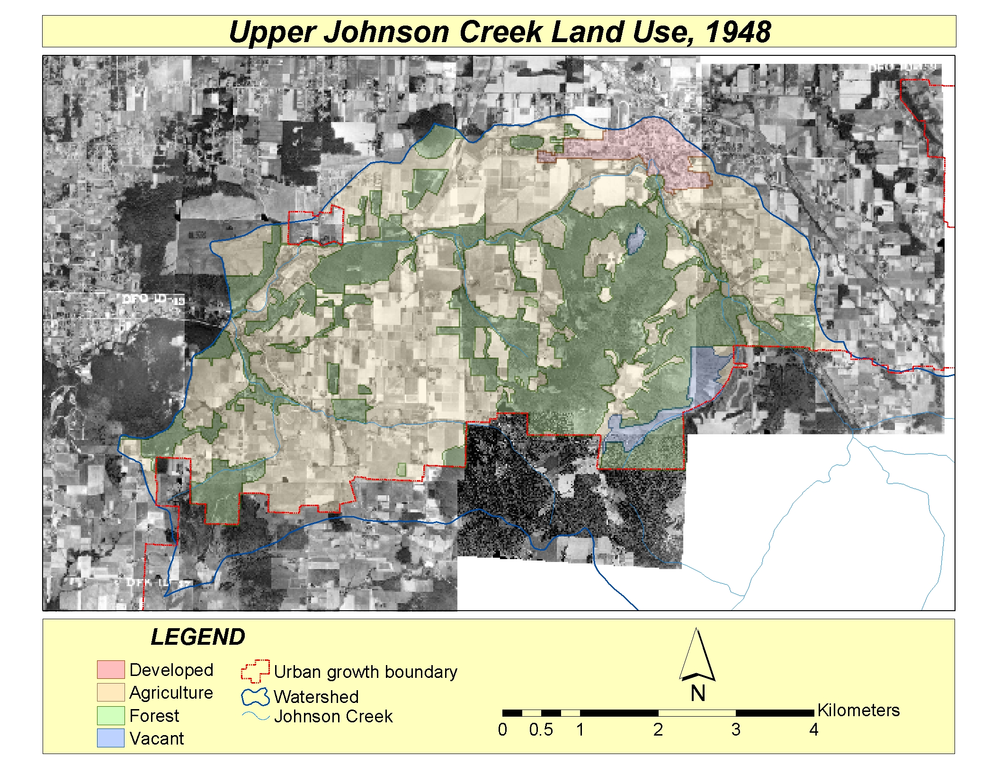 Upper Johnson Creek Land Use, 1948
LEGEND
Developed
Agriculture
Forest
Vacant
Urban growth boundary
Watershed
Johnson Creek
N
Kilometers
0 0.5 1 2 3 4